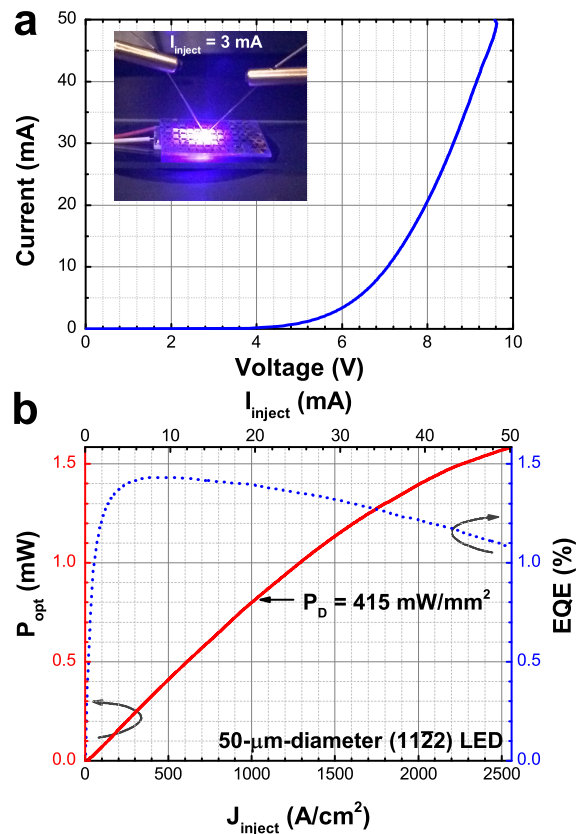 a
I_inject = 3 mA
50
40
30
20
10
0
Current (mA)
0 2 4 6 8 10
Voltage (V)
b
I_inject (mA)
0 10 20 30 40 50
1.5
1.0
0.5
0.0
P_opt (mW)
1.5
1.0
0.5
0.0
EQE (%)
P_D = 415 mW/mm²
50-μm-diameter (112̅2̅) LED
0 500 1000 1500 2000 2500
J_inject (A/cm²)